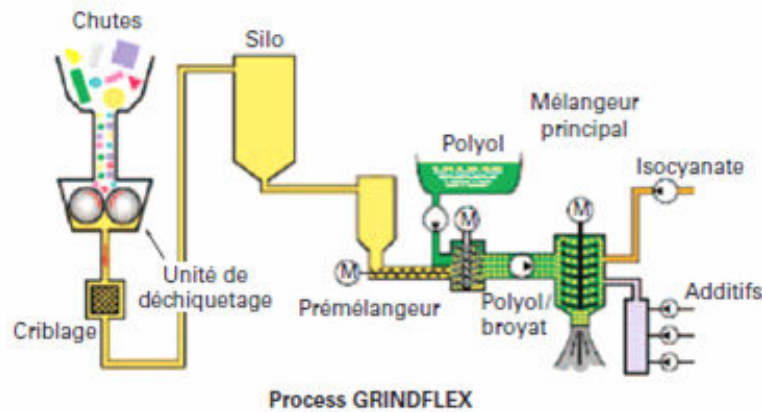 Chutes
Silo
Mélangeur
principal
Polyol
Isocyanate
M
M
M
Unité de
déchiquetage
Prémélangeur
Polyol/
broyat
Additifs
Criblage
Process GRINDFLEX